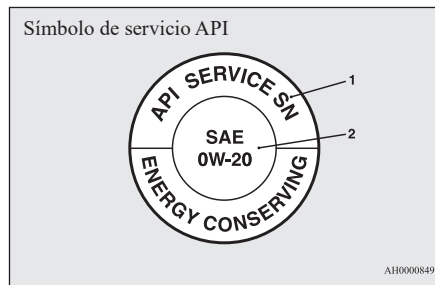 Símbolo de servicio API
API SERVICE SN
1
SAE
0W-20
2
ENERGY CONSERVING
AH0000849